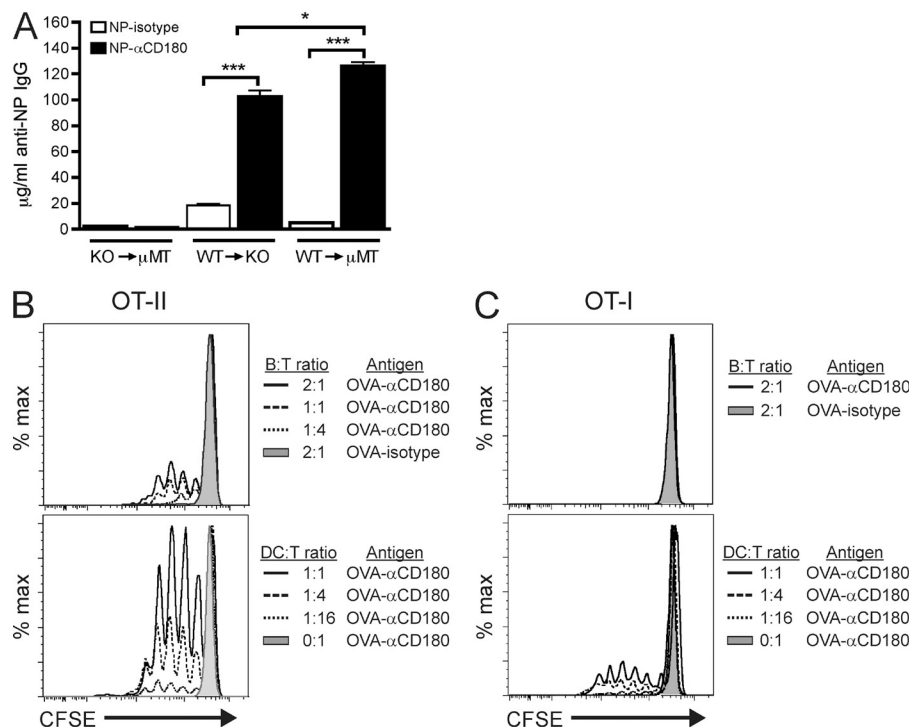 A
NP-isotype
NP-αCD180
μg/ml anti-NP IgG
160
140
120
100
80
60
40
20
0
***
*
***
KO→μMT
WT→KO
WT→μMT
B
OT-II
% max
B:T ratio Antigen
2:1 OVA-αCD180
1:1 OVA-αCD180
1:4 OVA-αCD180
2:1 OVA-isotype
% max
DC:T ratio Antigen
1:1 OVA-αCD180
1:4 OVA-αCD180
1:16 OVA-αCD180
0:1 OVA-αCD180
CFSE
C
OT-I
% max
B:T ratio Antigen
2:1 OVA-αCD180
2:1 OVA-isotype
% max
DC:T ratio Antigen
1:1 OVA-αCD180
1:4 OVA-αCD180
1:16 OVA-αCD180
0:1 OVA-αCD180
CFSE